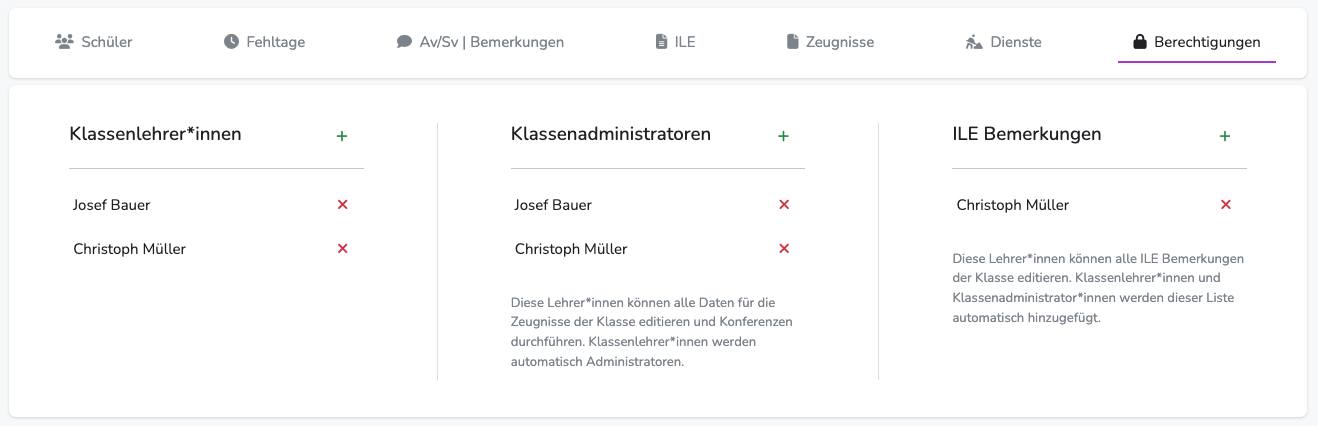 Schüler
Fehltage
Av/Sv | Bemerkungen
ILE
Zeugnisse
Dienste
Berechtigungen
Klassenlehrer*innen
Josef Bauer
Christoph Müller
Klassenadministratoren
Josef Bauer
Christoph Müller
Diese Lehrer*innen können alle Daten für die
Zeugnisse der Klasse editieren und Konferenzen
durchführen. Klassenlehrer*innen werden
automatisch Administratoren.
ILE Bemerkungen
Christoph Müller
Diese Lehrer*innen können alle ILE Bemerkungen
der Klasse editieren. Klassenlehrer*innen und
Klassenadministrator*innen werden dieser Liste
automatisch hinzugefügt.